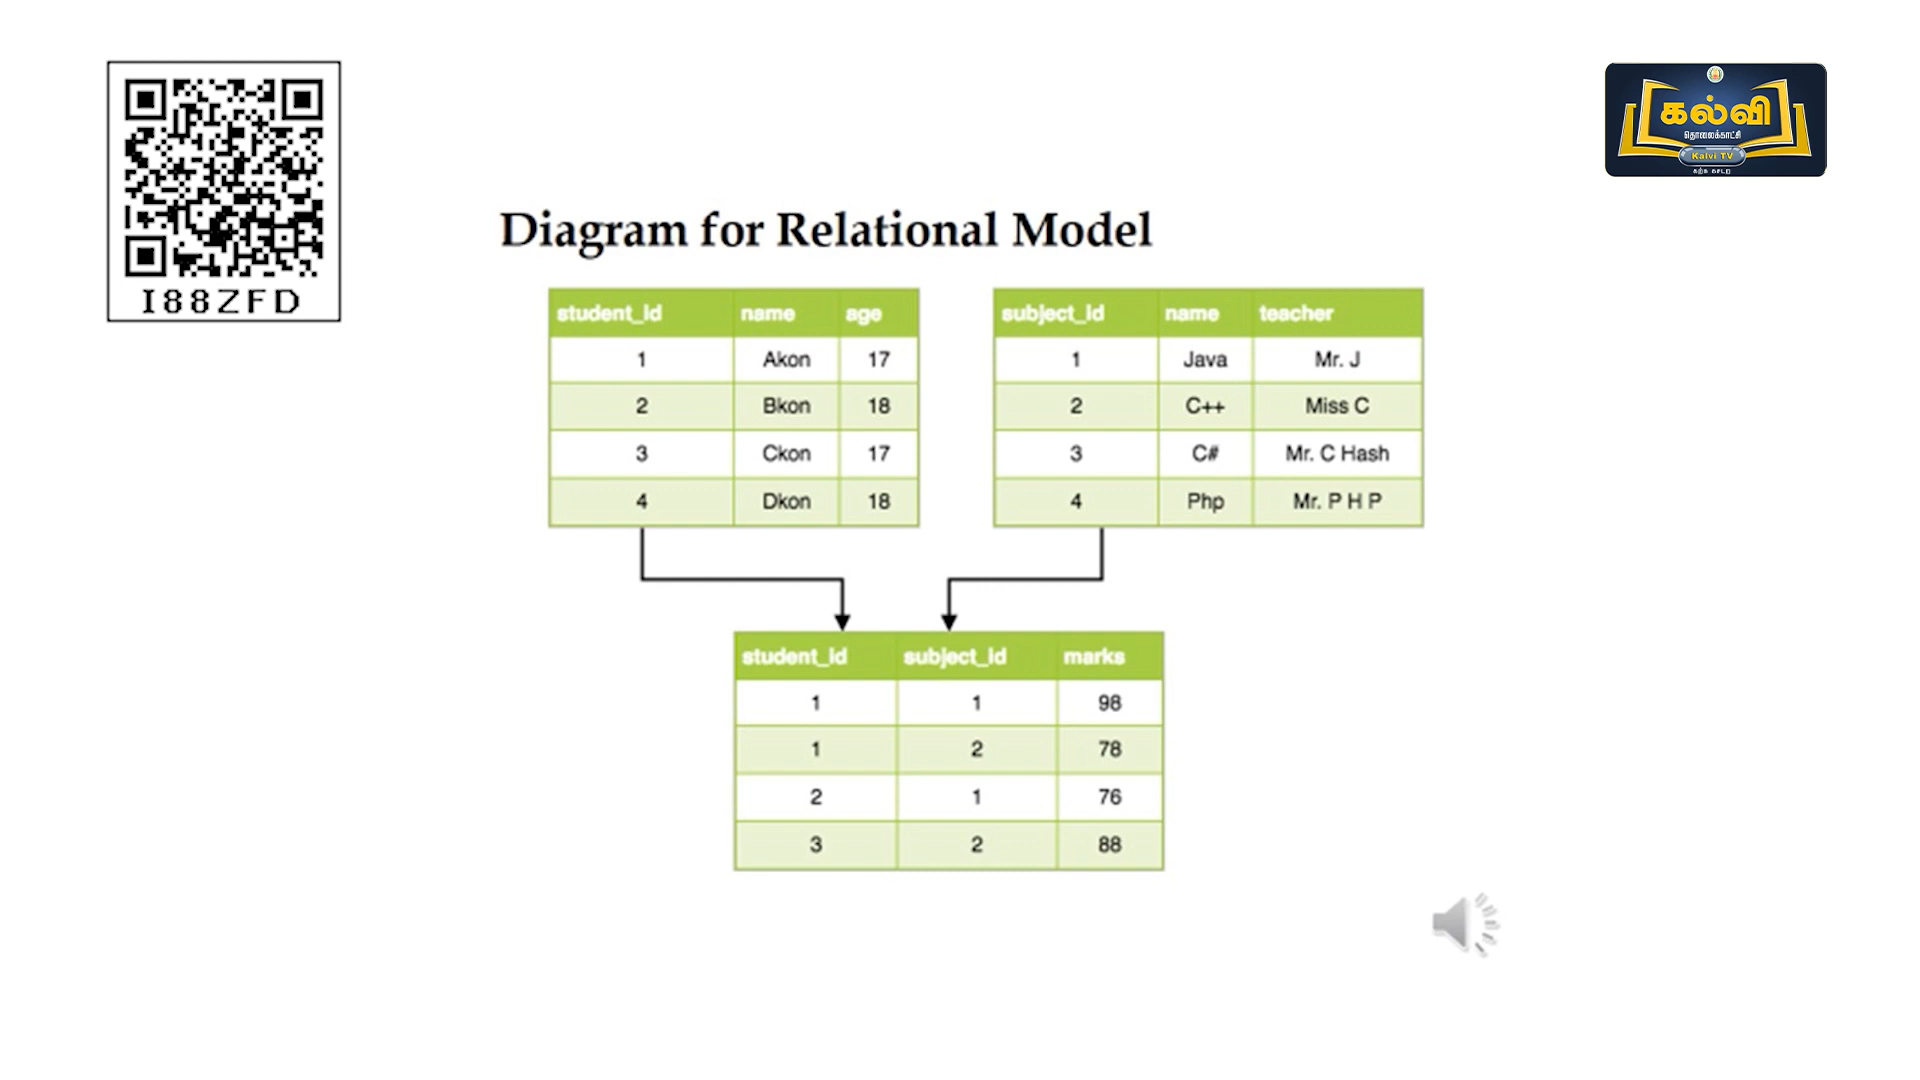 I88ZFD
கல்வி
தொலைக்காட்சி
Kalvi TV
கற்க கசடற
Diagram for Relational Model
student_id name age
1 Akon 17
2 Bkon 18
3 Ckon 17
4 Dkon 18
subject_id name teacher
1 Java Mr. J
2 C++ Miss C
3 C# Mr. C Hash
4 Php Mr. P H P
student_id subject_id marks
1 1 98
1 2 78
2 1 76
3 2 88